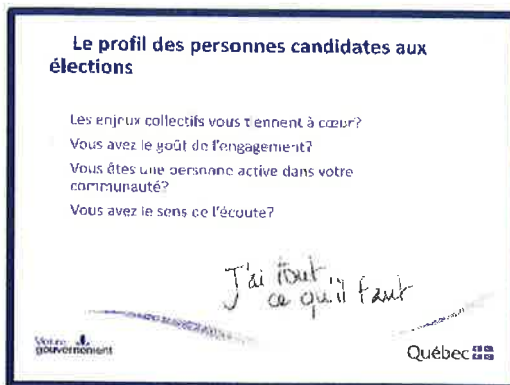 Le profil des personnes candidates aux
élections
Les enjeux collectifs vous tiennent à cœur?
Vous avez le goût de l'engagement?
Vous êtes une personne active dans votre
communauté?
Vous avez le sens de l'écoute?
J'ai tout
ce qu'il faut
Votre
gouvernement
Québec